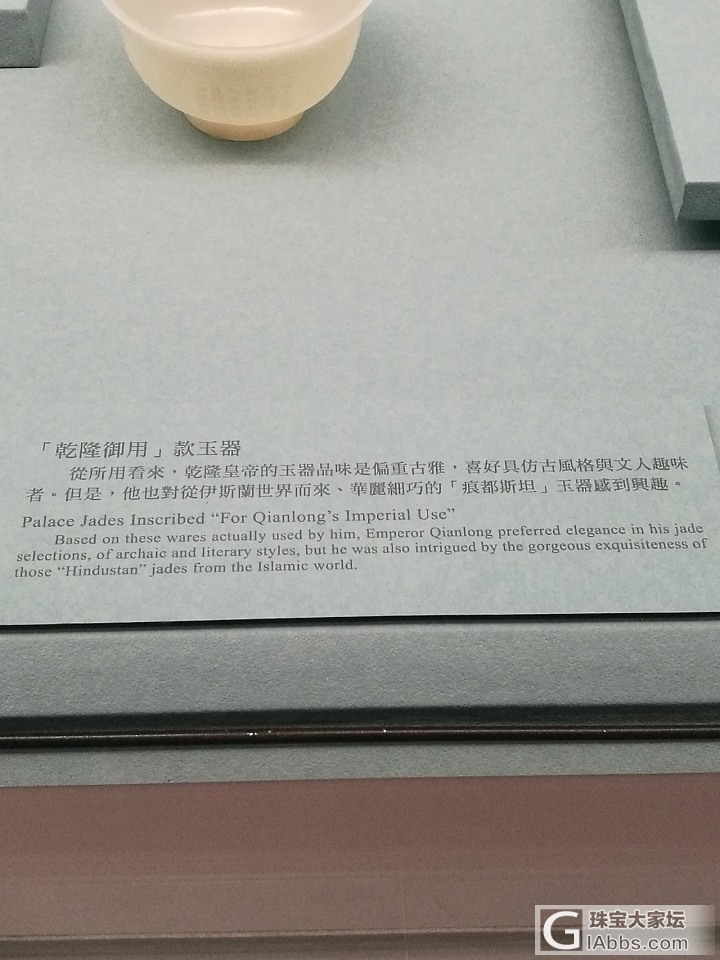 「乾隆御用」款玉器
從所用看來，乾隆皇帝的玉器品味是偏重古雅，喜好具仿古風格與文人趣味
者。但是，他也對從伊斯蘭世界而來、華麗細巧的「痕都斯坦」玉器感到興趣。
Palace Jades Inscribed “For Qianlong’s Imperial Use”
Based on these wares actually used by him, Emperor Qianlong preferred elegance in his jade
selections, of archaic and literary styles, but he was also intrigued by the gorgeous exquisiteness of
those “Hindustan” jades from the Islamic world.
G 珠宝大家坛
IAbbs.com